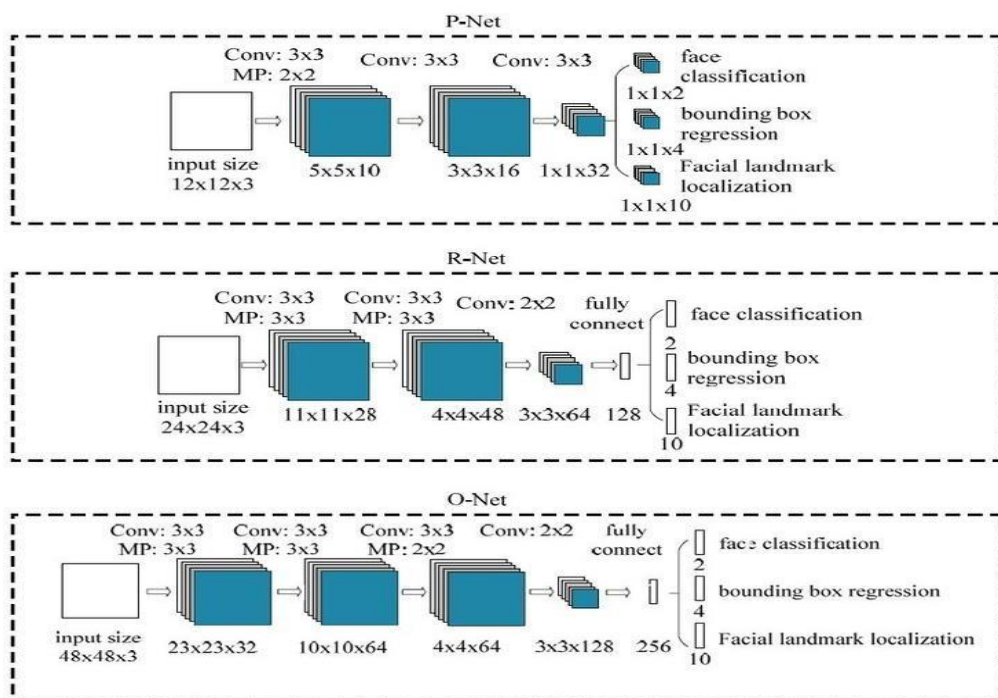 P-Net
Conv: 3x3 Conv: 3x3 Conv: 3x3
MP: 2x2
face
classification
1x1x2
bounding box
regression
1x1x4
Facial landmark
localization
1x1x10
input size
12x12x3
5x5x10 3x3x16 1x1x32
R-Net
Conv: 3x3 Conv: 3x3 Conv: 2x2 fully
MP: 3x3 MP: 3x3 connect
face classification
2
bounding box
regression
4
Facial landmark
localization
10
input size
24x24x3
11x11x28 4x4x48 3x3x64 128
O-Net
Conv: 3x3 Conv: 3x3 Conv: 3x3 Conv: 2x2 fully
MP: 3x3 MP: 3x3 MP: 2x2 connect
face classification
2
bounding box regression
4
Facial landmark localization
10
input size
48x48x3
23x23x32 10x10x64 4x4x64 3x3x128 256